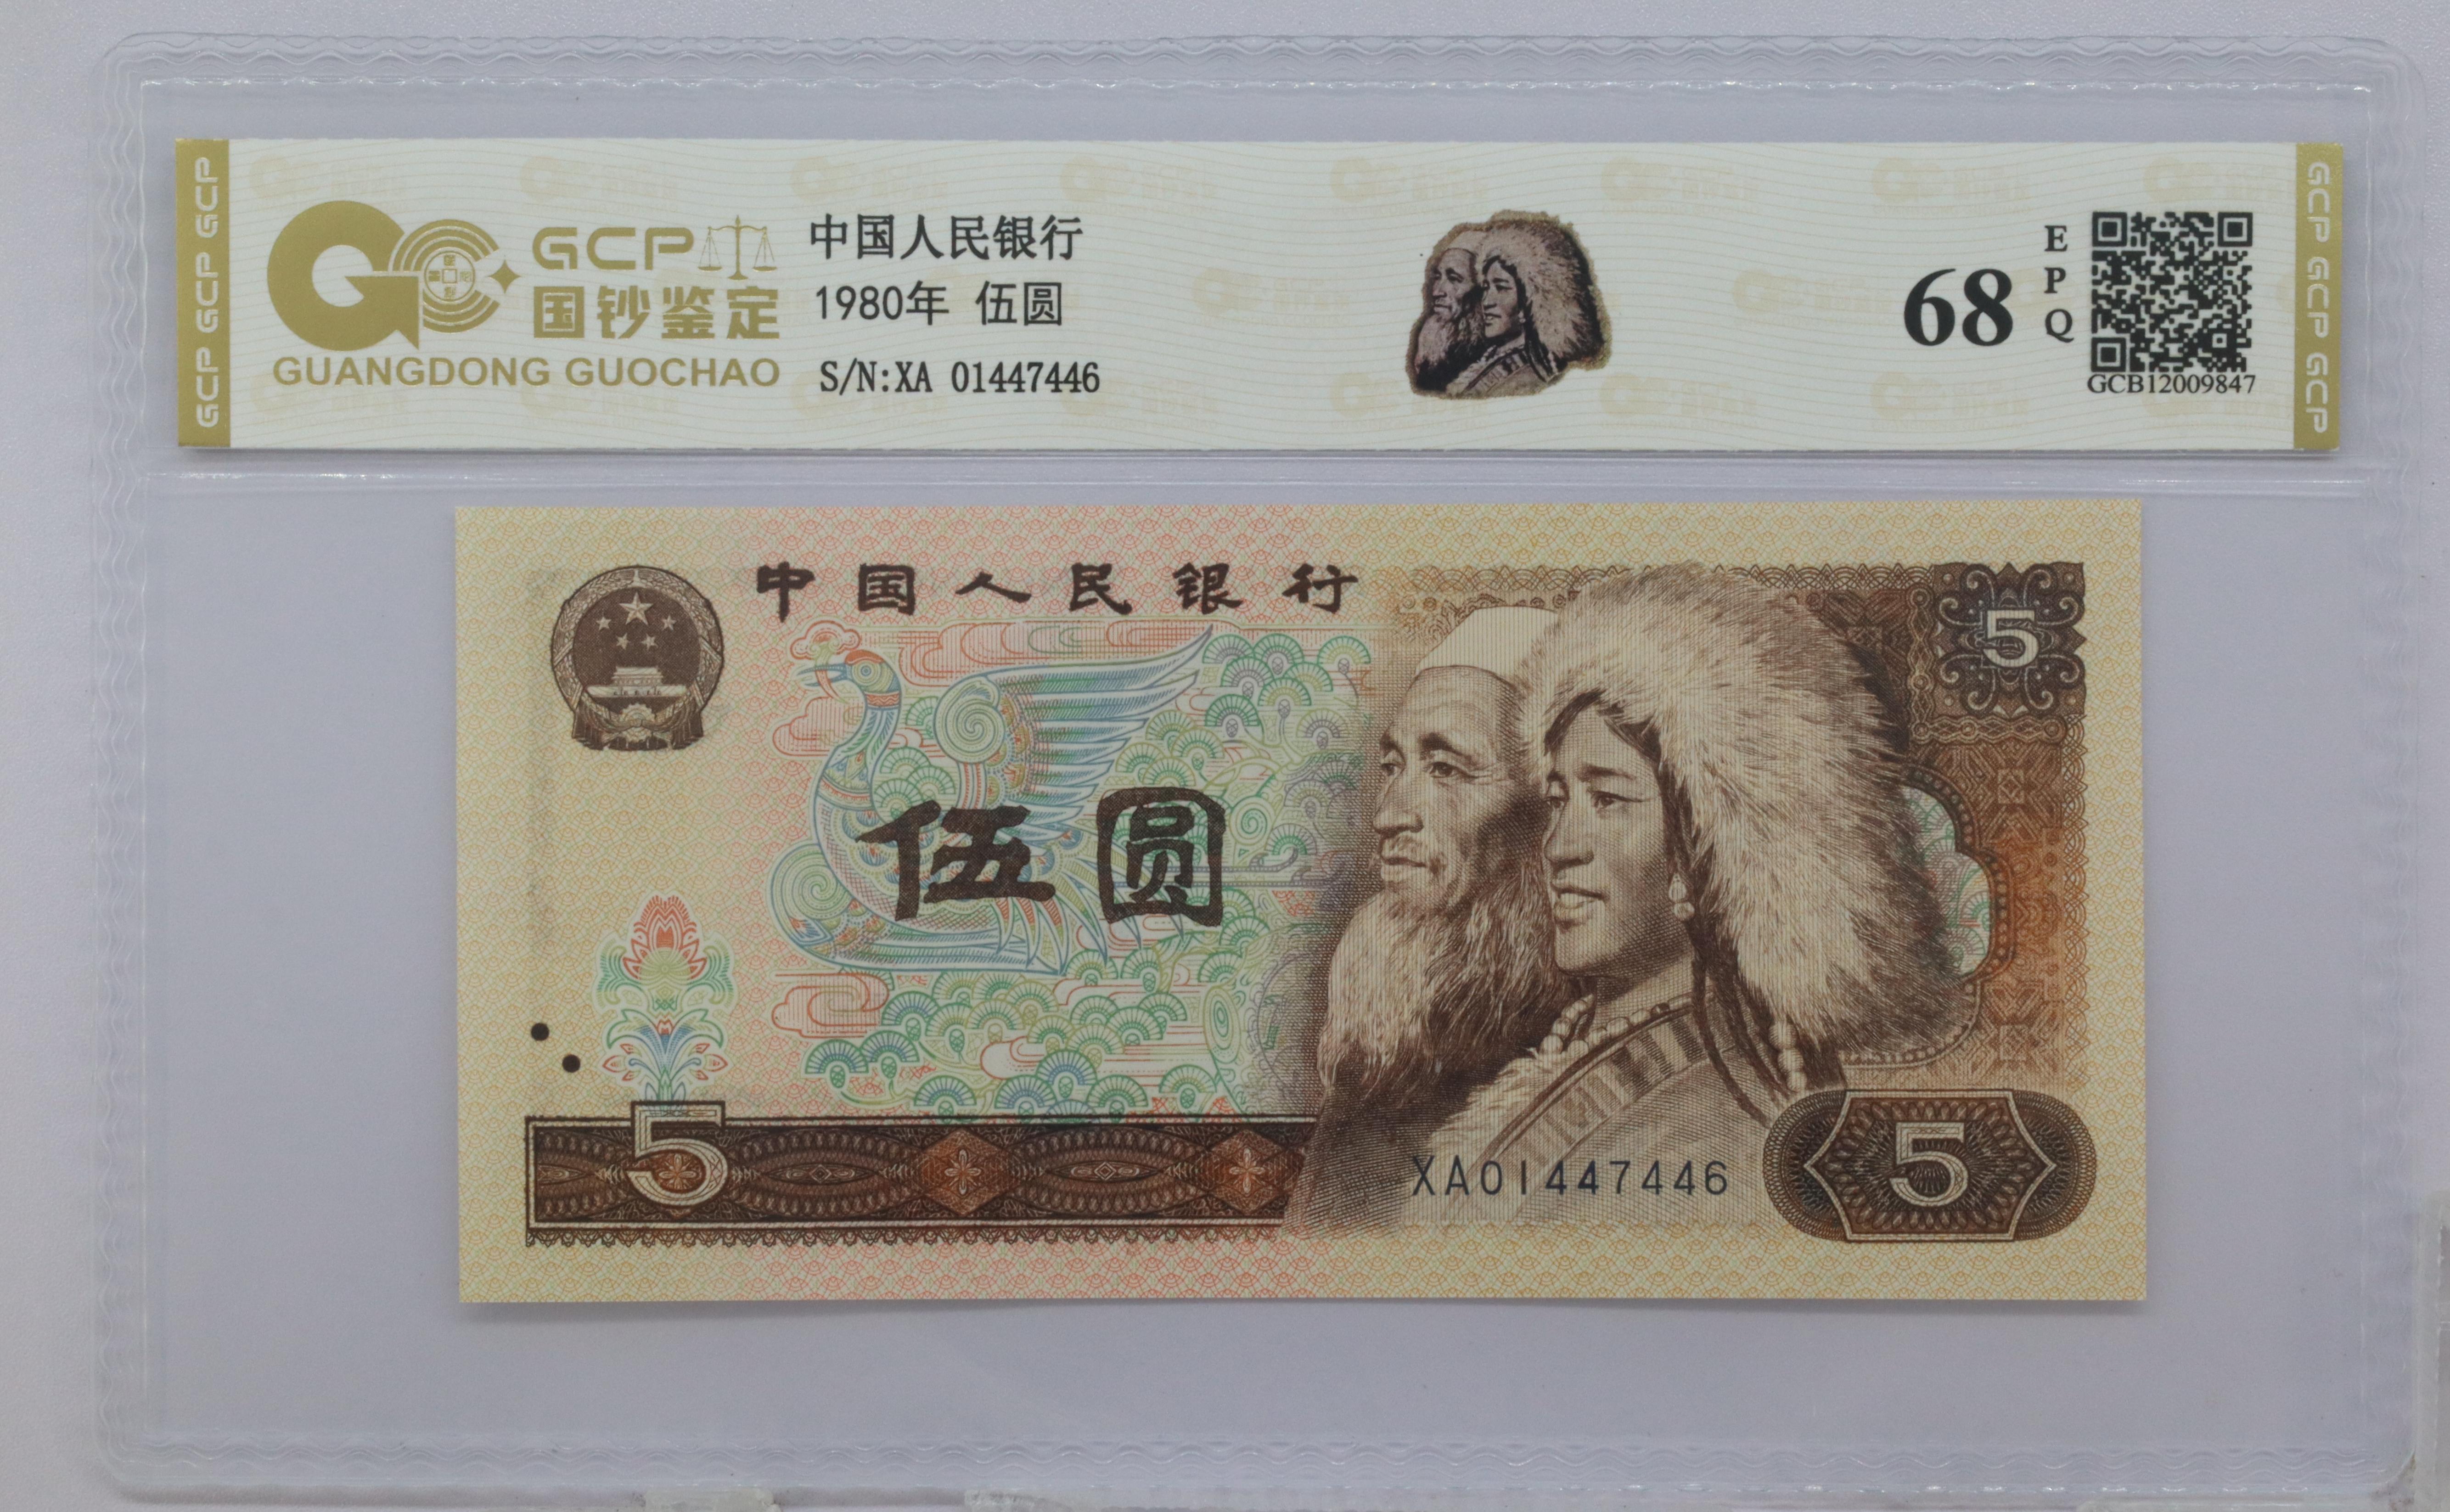 GCP GCP GCP
GCP
国钞鉴定
GUANGDONG GUOCHAO
中国人民银行
1980年 伍圆
S/N:XA 01447446
68
EPQ
GCB12009847
GCP GCP GCP
中国人民银行
5
伍圆
5
XA01447446
5